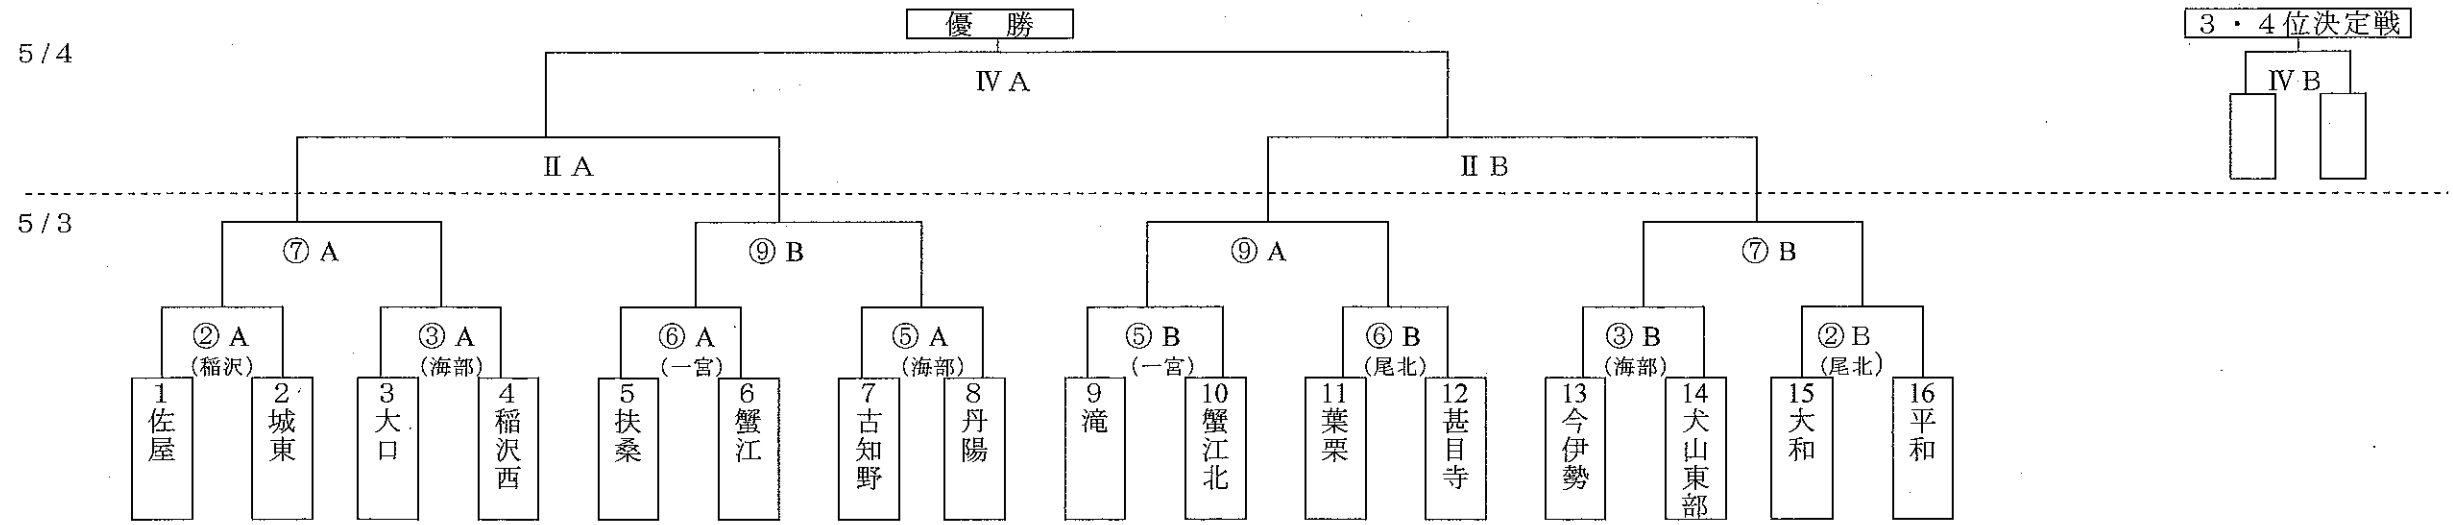 優 勝
3・4位決定戦
5/4
ⅣA
ⅣB
ⅡA
ⅡB
5/3
⑦A
⑨B
⑨A
⑦B
②A
(稲沢)
③A
(海部)
⑥A
(一宮)
⑤A
(海部)
⑤B
(一宮)
⑥B
(尾北)
③B
(海部)
②B
(尾北)
1
佐屋
2
城東
3
大口
4
稲沢西
5
扶桑
6
蟹江
7
古知野
8
丹陽
9
滝
10
蟹江北
11
葉栗
12
甚目寺
13
今伊勢
14
犬山東部
15
大和
16
平和